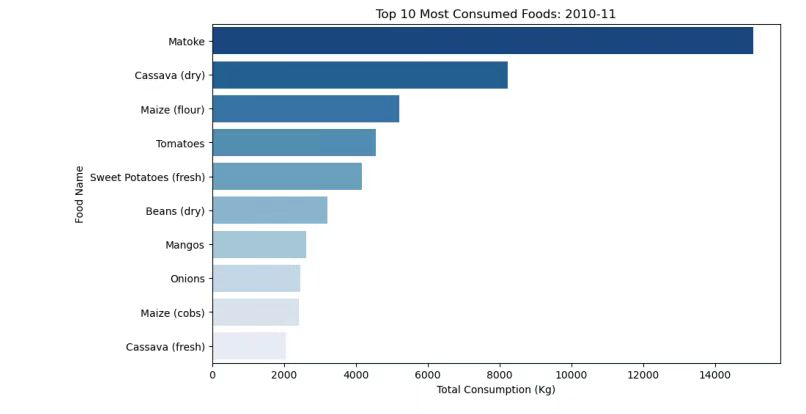 Top 10 Most Consumed Foods: 2010-11
Food Name
Matoke
Cassava (dry)
Maize (flour)
Tomatoes
Sweet Potatoes (fresh)
Beans (dry)
Mangos
Onions
Maize (cobs)
Cassava (fresh)
0 2000 4000 6000 8000 10000 12000 14000
Total Consumption (Kg)